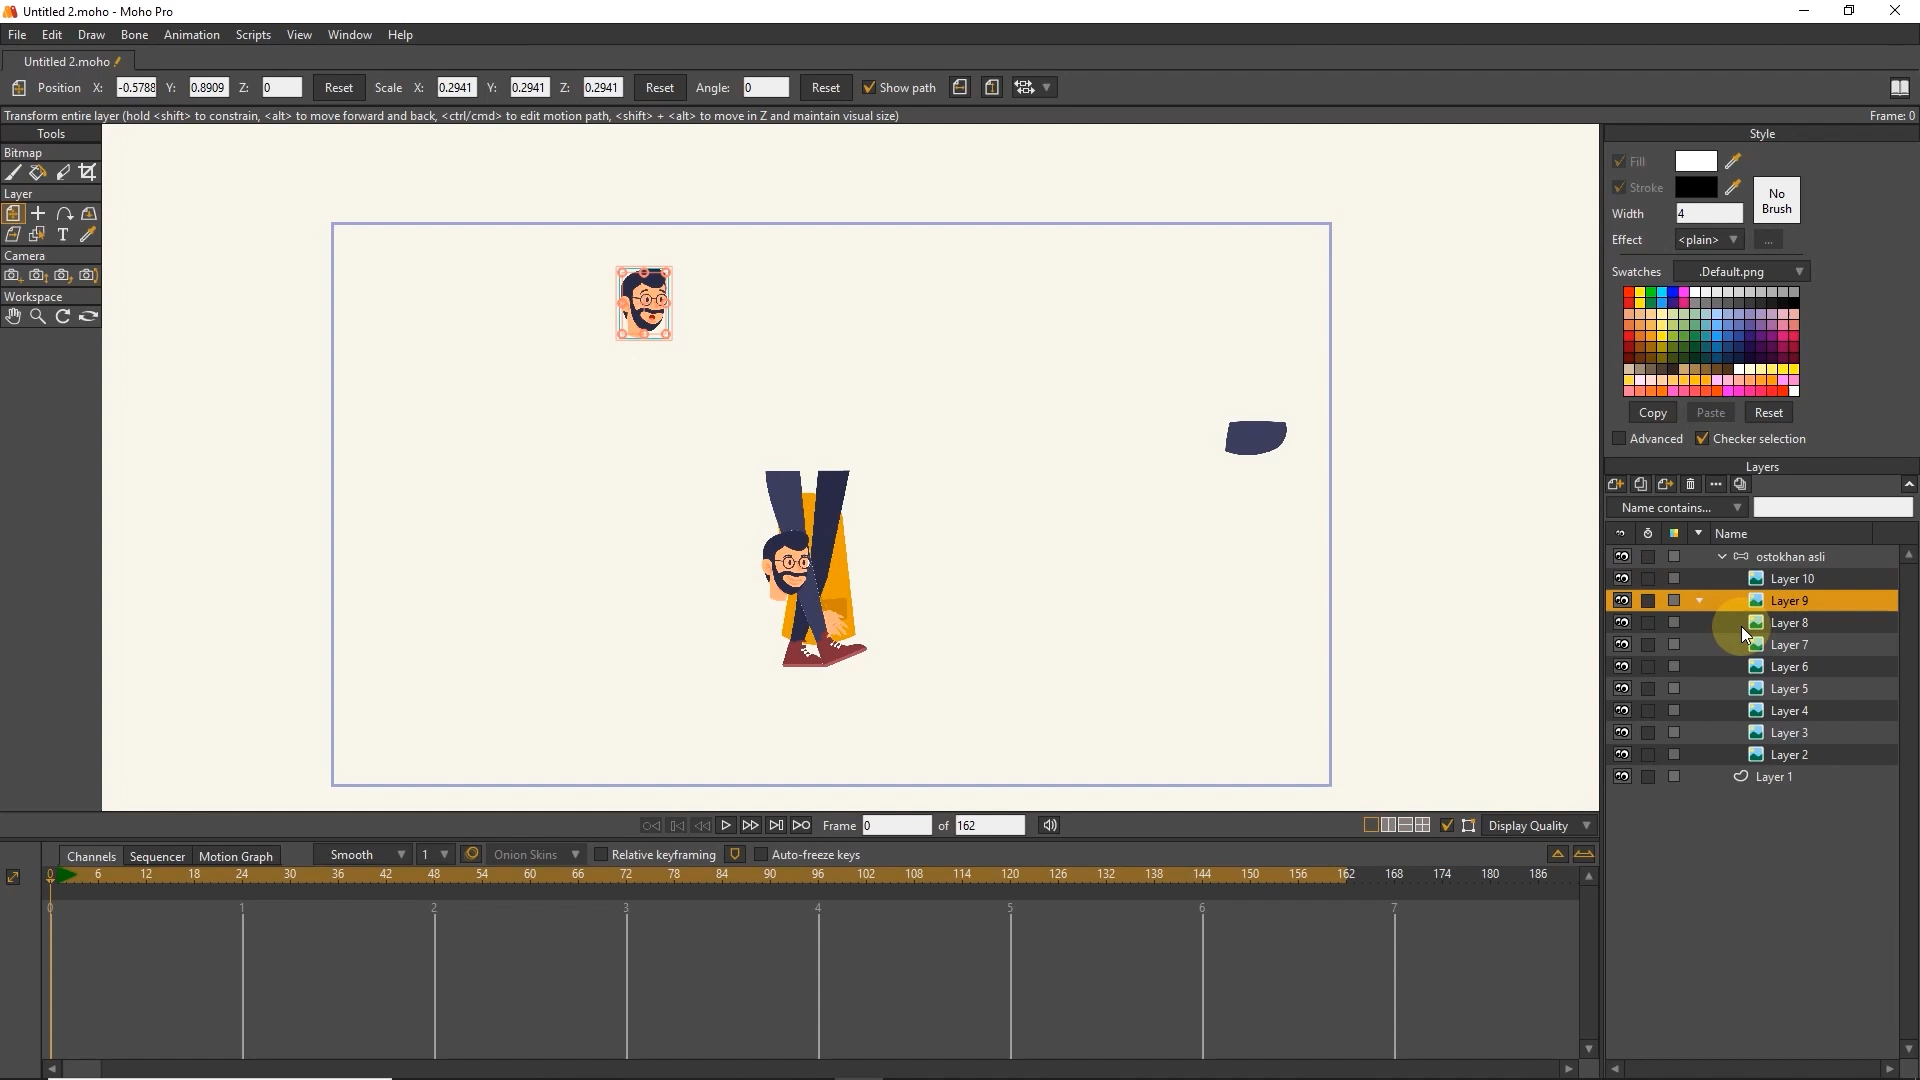 Untitled 2.moho - Moho Pro
File Edit Draw Bone Animation Scripts View Window Help
Untitled 2.moho
Position X: -0.5788 Y: 0.8909 Z: 0 Reset Scale X: 0.2941 Y: 0.2941 Z: 0.2941 Reset Angle: 0 Reset Show path
Transform entire layer (hold <shift> to constrain, <alt> to move forward and back, <ctrl/cmd> to edit motion path, <shift> + <alt> to move in Z and maintain visual size) Frame: 0
Tools
Bitmap
Layer
T
Camera
Workspace
Style
Fill
Stroke
No Brush
Width 4
Effect <plain> ...
Swatches .Default.png
Copy Paste Reset
Advanced Checker selection
Layers
Name contains...
Name
ostokhan asli
Layer 10
Layer 9
Layer 8
Layer 7
Layer 6
Layer 5
Layer 4
Layer 3
Layer 2
Layer 1
Frame 0 of 162 Display Quality
Channels Sequencer Motion Graph Smooth 1 Onion Skins Relative keyframing Auto-freeze keys
0 6 12 18 24 30 36 42 48 54 60 66 72 78 84 90 96 102 108 114 120 126 132 138 144 150 156 162 168 174 180 186
0 1 2 3 4 5 6 7